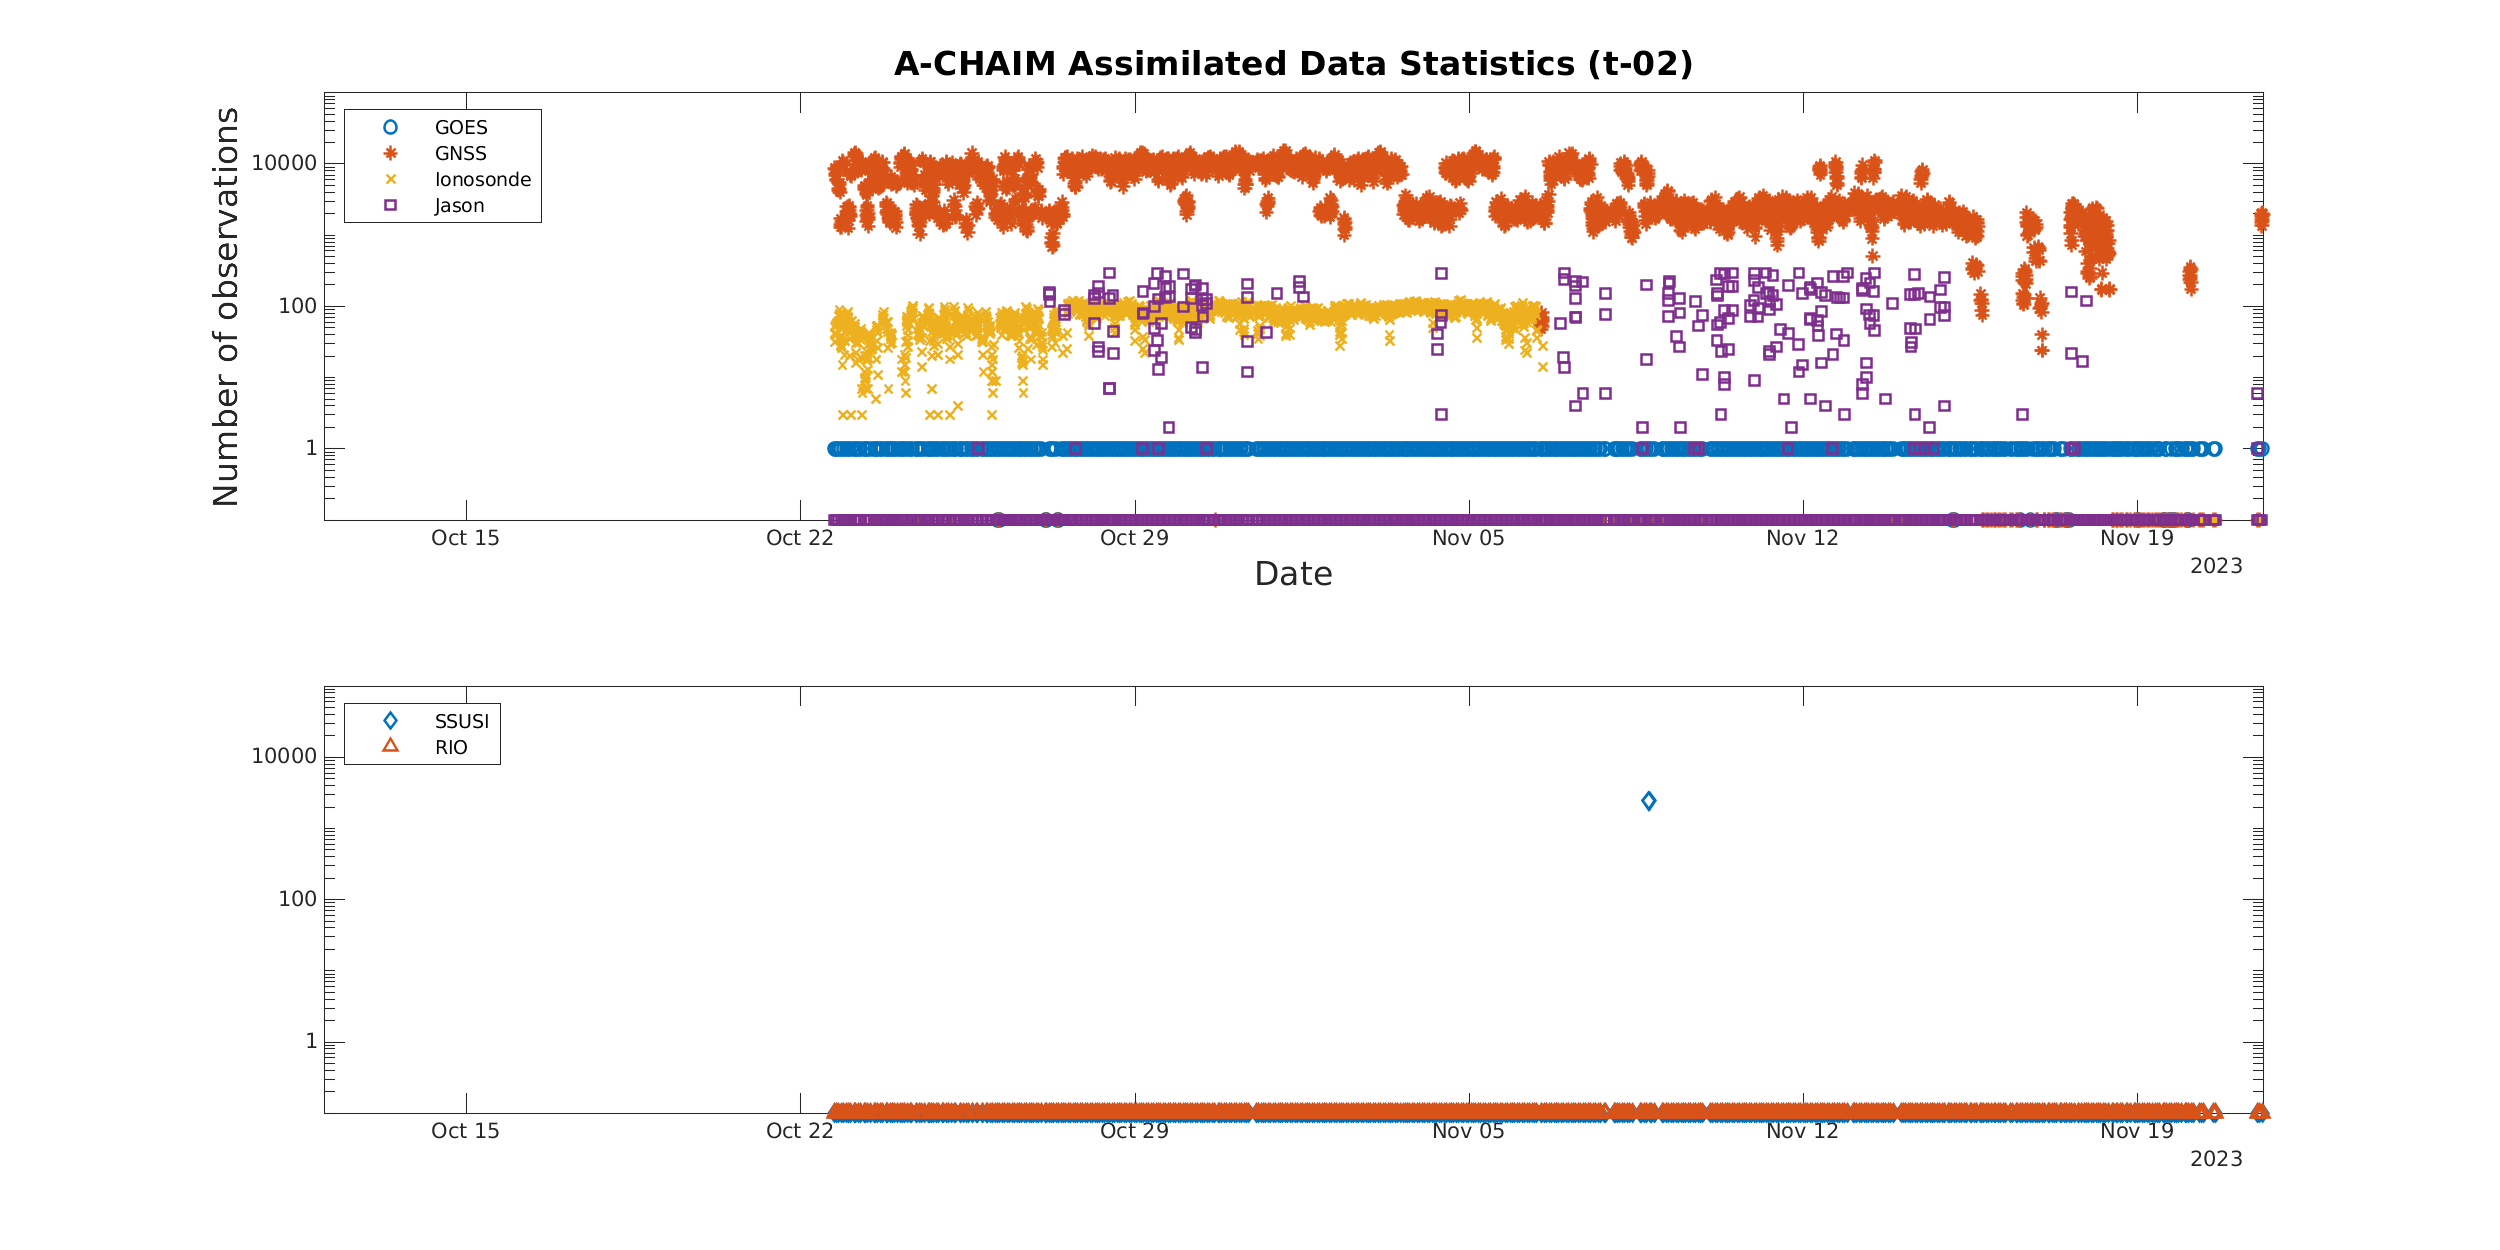 A-CHAIM Assimilated Data Statistics (t-02)
Number of observations
10000
100
1
GOES
GNSS
Ionosonde
Jason
Oct 15 Oct 22 Oct 29 Nov 05 Nov 12 Nov 19
2023
Date
10000
100
1
SSUSI
RIO
Oct 15 Oct 22 Oct 29 Nov 05 Nov 12 Nov 19
2023